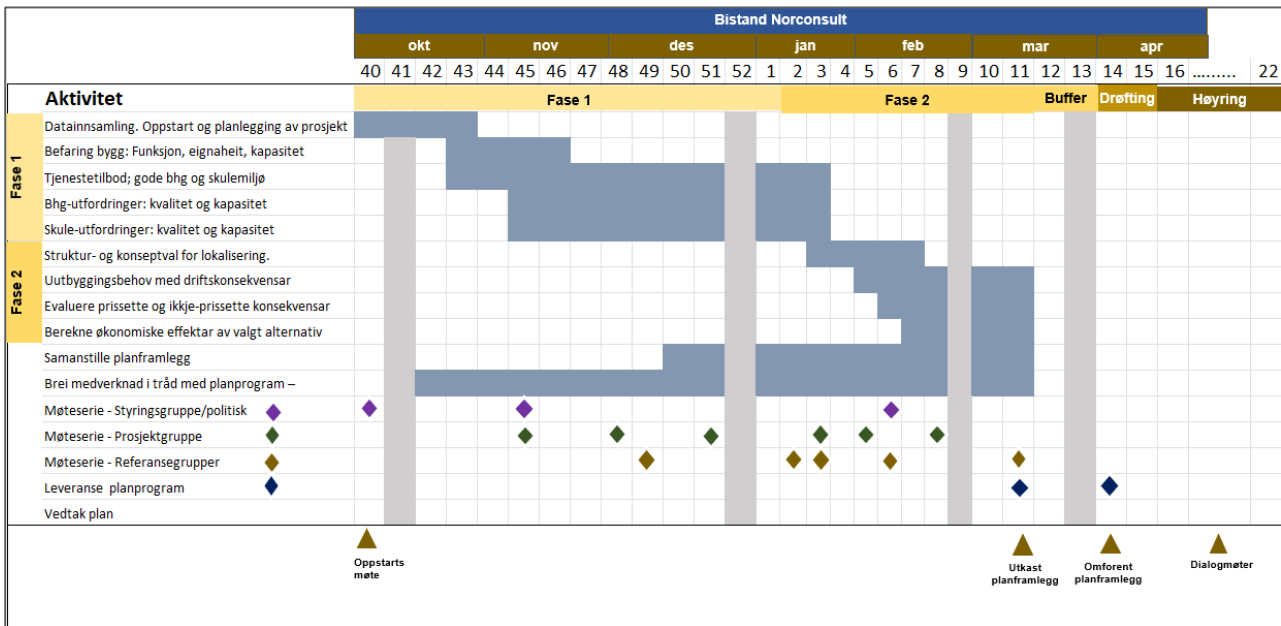 Bistand Norconsult
okt nov des jan feb mar apr
40 41 42 43 44 45 46 47 48 49 50 51 52 1 2 3 4 5 6 7 8 9 10 11 12 13 14 15 16 ......... 22
Aktivitet Fase 1 Fase 2 Buffer Drøfting Høyring
Fase 1
Datainnsamling. Oppstart og planlegging av prosjekt
Befaring bygg: Funksjon, eignaheit, kapasitet
Tjenestetilbod; gode bhg og skulemiljø
Bhg-utfordringer: kvalitet og kapasitet
Skule-utfordringer: kvalitet og kapasitet
Fase 2
Struktur- og konseptval for lokalisering.
Uutbyggingsbehov med driftskonsekvensar
Evaluere prissette og ikkje-prissette konsekvensar
Berekne økonomiske effektar av valgt alternativ
Samanstille planframlegg
Brei medverknad i tråd med planprogram –
Møteserie - Styringsgruppe/politisk
Møteserie - Prosjektgruppe
Møteserie - Referansegrupper
Leveranse planprogram
Vedtak plan
Oppstarts
møte
Utkast
planframlegg
Omforent
planframlegg
Dialogmøter